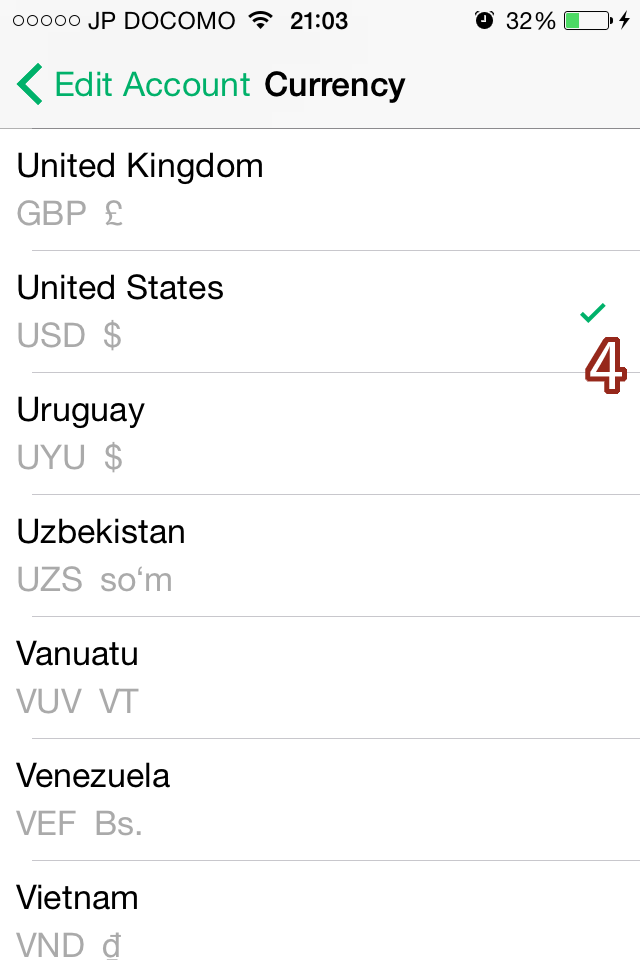 JP DOCOMO 21:03 32%
Edit Account Currency
United Kingdom
GBP £
United States
USD $
4
Uruguay
UYU $
Uzbekistan
UZS soʻm
Vanuatu
VUV VT
Venezuela
VEF Bs.
Vietnam
VND ₫